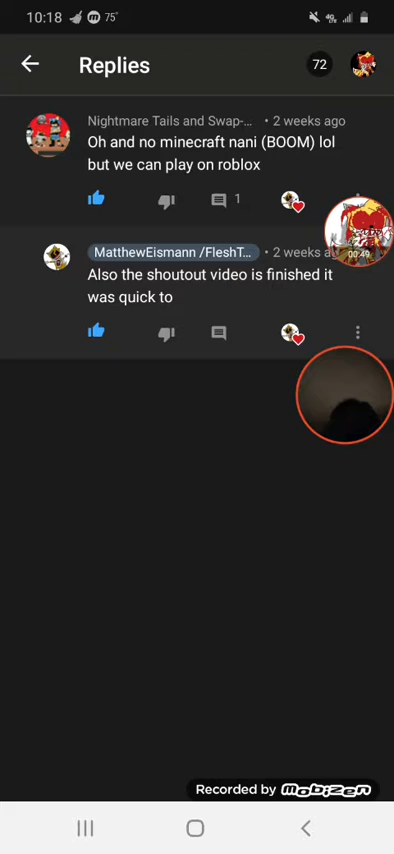 10:18 75°
Replies 72
Nightmare Tails and Swap-... • 2 weeks ago
Oh and no minecraft nani (BOOM) lol
but we can play on roblox
1
00:49
MatthewEismann /FleshT... • 2 weeks ag
Also the shoutout video is finished it
was quick to
Recorded by MOBIZEN